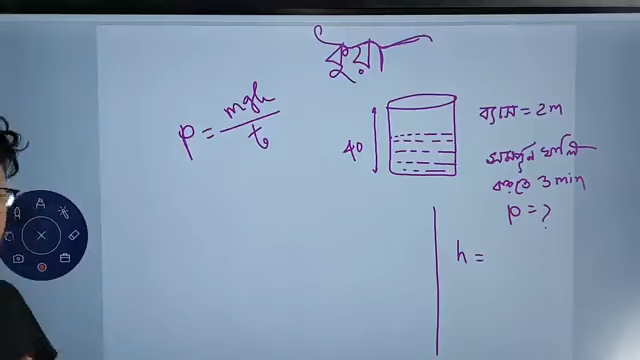 কুয়া
P = mgh / t
40
ব্যাস = 2m
সম্পূর্ন খালি
করতে 3 min
P = ?
h =